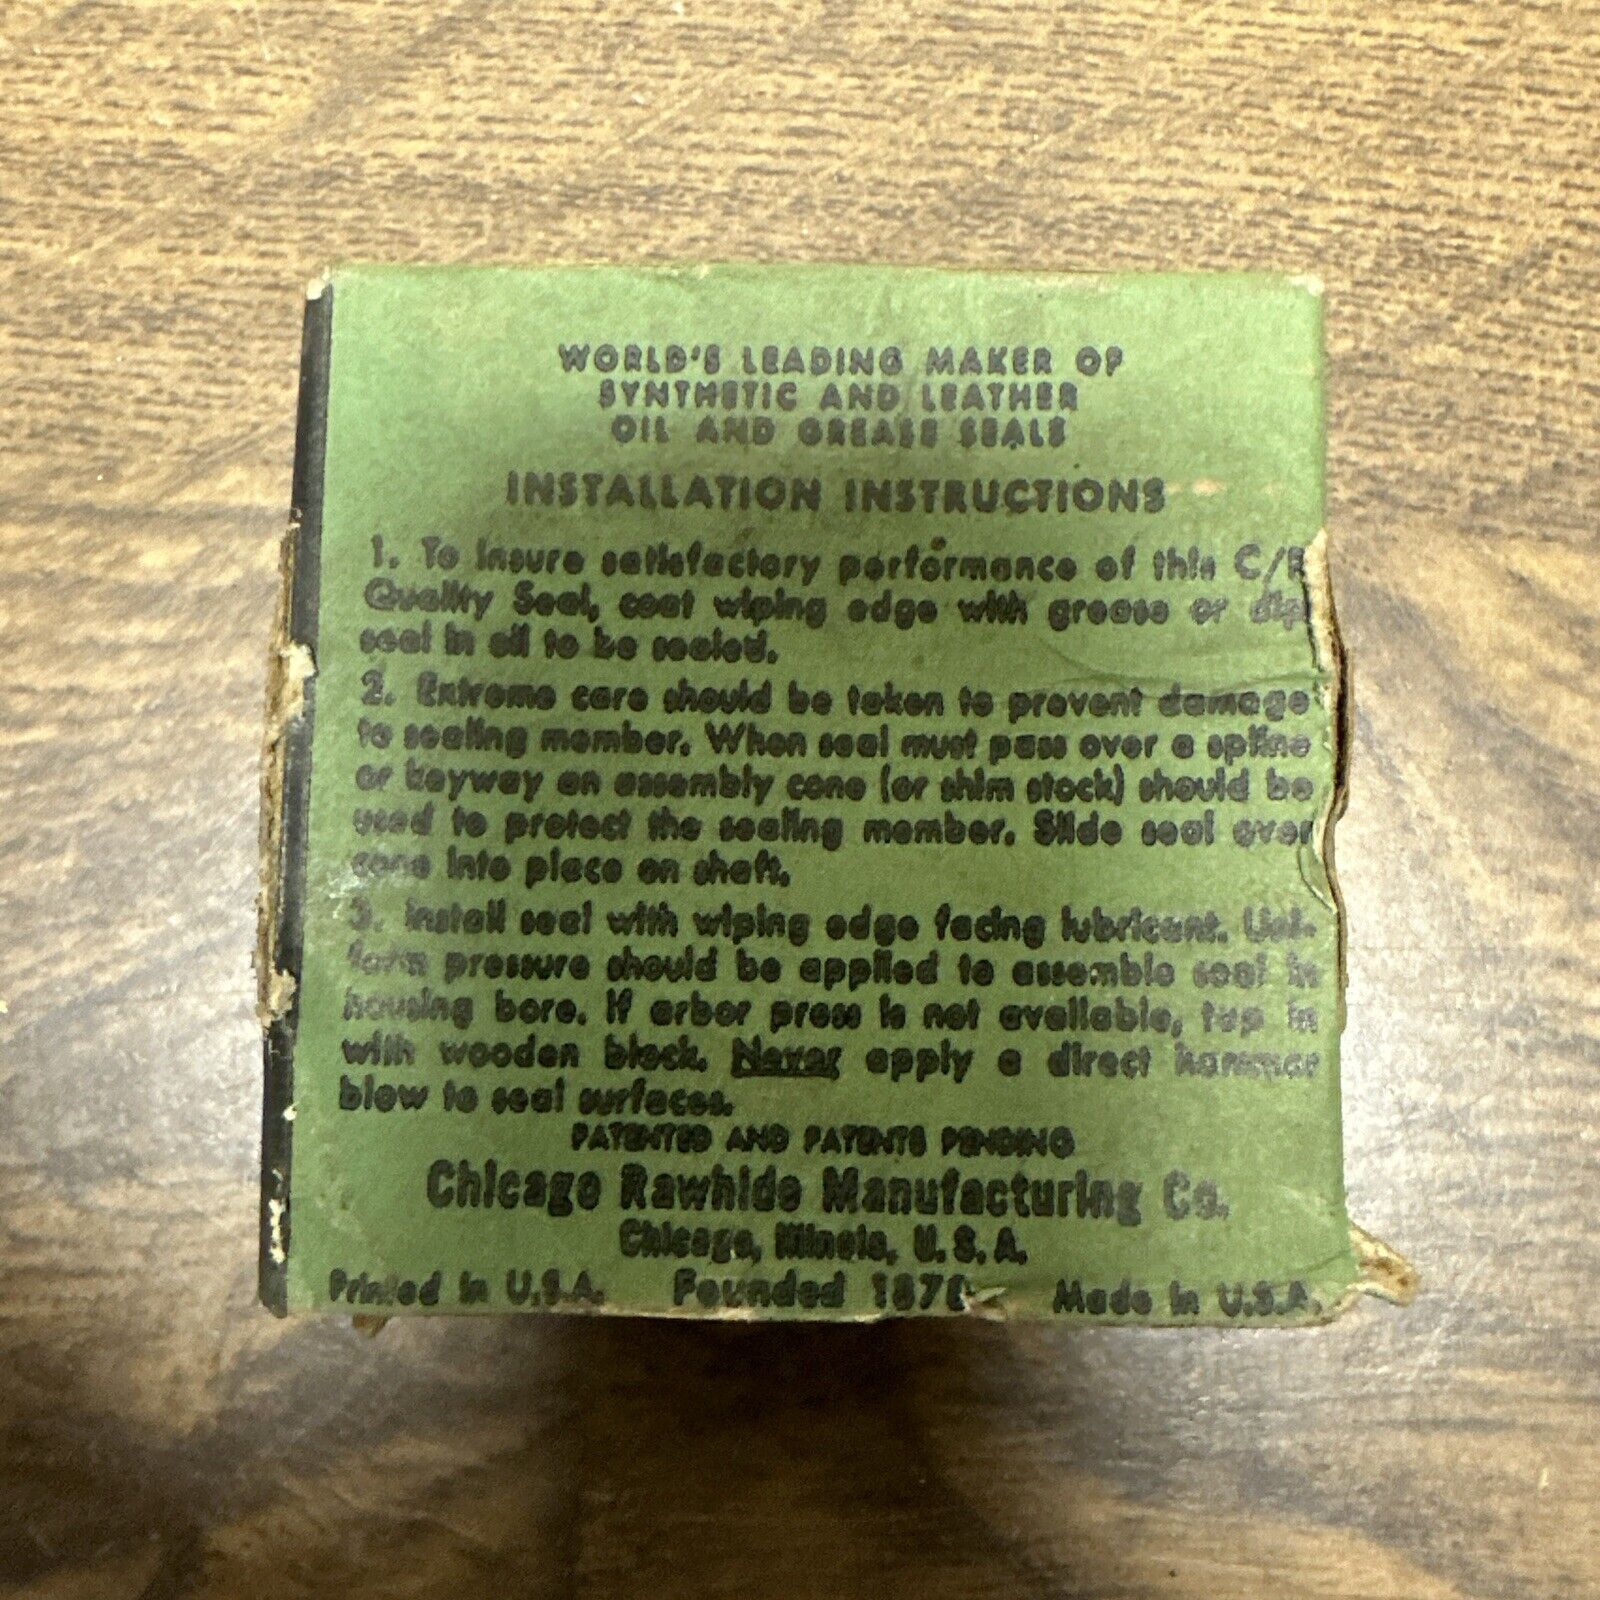 WORLD'S LEADING MAKER OF
SYNTHETIC AND LEATHER
OIL AND GREASE SEALS
INSTALLATION INSTRUCTIONS
1. To insure satisfactory performance of this C/R
Quality Seal, coat wiping edge with grease or dip
seal in oil to be sealed.
2. Extreme care should be taken to prevent damage
to sealing member. When seal must pass over a spline
or keyway an assembly cone (or shim stock) should be
used to protect the sealing member. Slide seal over
cone into place on shaft.
3. Install seal with wiping edge facing lubricant. Uni-
form pressure should be applied to assemble seal in
housing bore. If arbor press is not available, tap in
with wooden block. Never apply a direct hammer
blow to seal surfaces.
PATENTED AND PATENTS PENDING
Chicago Rawhide Manufacturing Co.
Chicago, Illinois, U. S. A.
Printed in U.S.A. Founded Made in U.S.A.